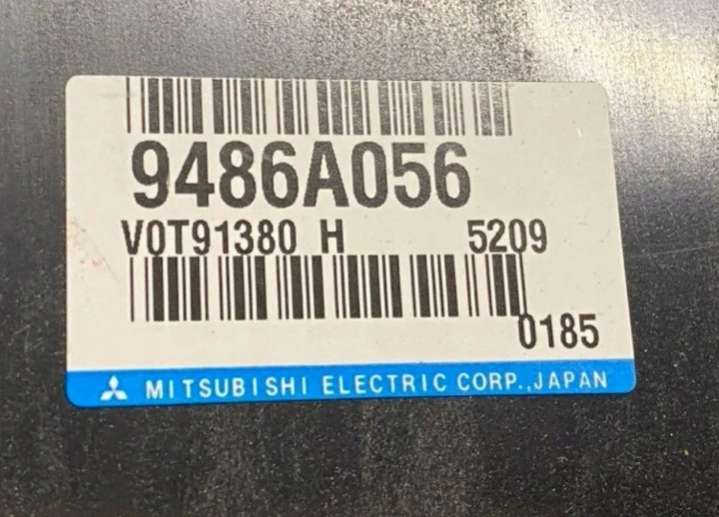 9486A056
V0T91380 H 5209
0185
MITSUBISHI ELECTRIC CORP.,JAPAN